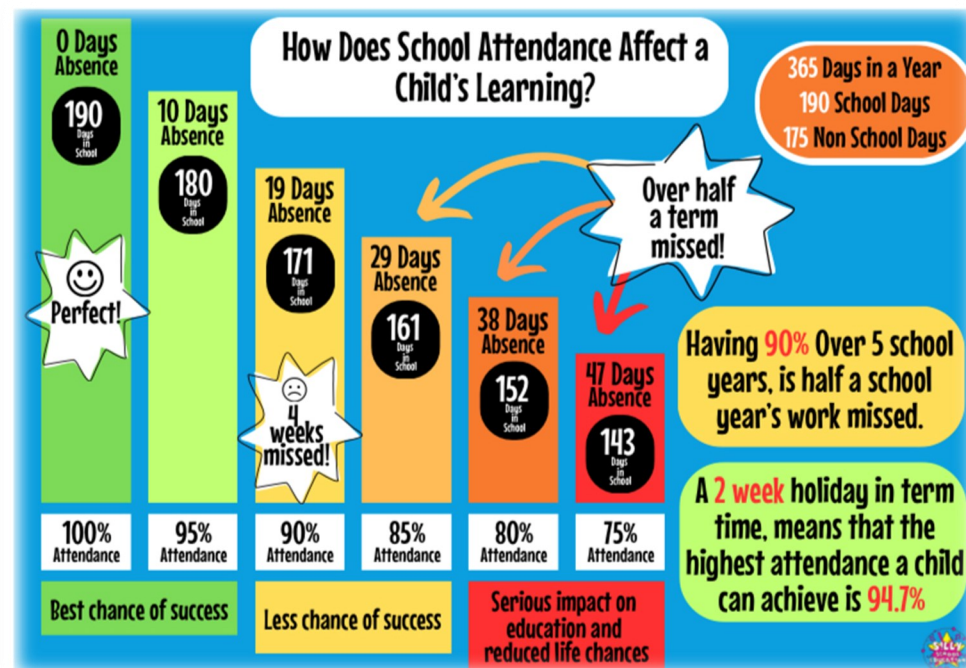 How Does School Attendance Affect a
Child's Learning?
365 Days in a Year
190 School Days
175 Non School Days
0 Days
Absence
190
Days
in
School
Perfect!
10 Days
Absence
180
Days
in
School
19 Days
Absence
171
Days
in
School
4
weeks
missed!
29 Days
Absence
161
Days
in
School
38 Days
Absence
152
Days
in
School
47 Days
Absence
143
Days
in
School
Over half
a term
missed!
Having 90% Over 5 school
years, is half a school
year's work missed.
A 2 week holiday in term
time, means that the
highest attendance a child
can achieve is 94.7%
100%
Attendance
95%
Attendance
90%
Attendance
85%
Attendance
80%
Attendance
75%
Attendance
Best chance of success
Less chance of success
Serious impact on
education and
reduced life chances